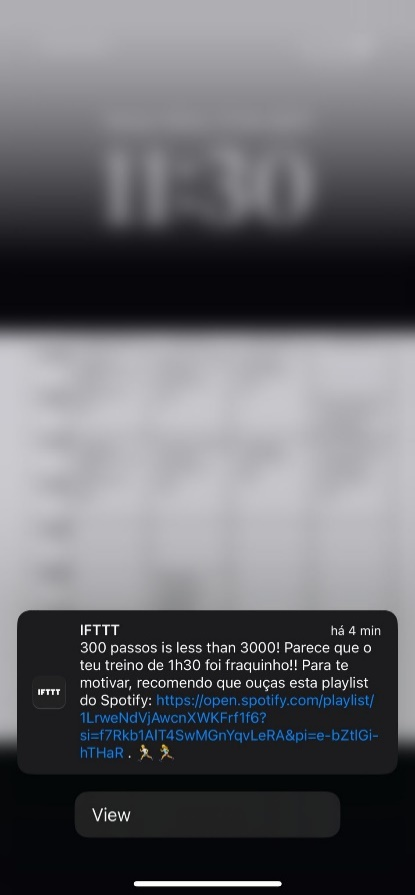 11:30
IFTTT
há 4 min
300 passos is less than 3000! Parece que o
teu treino de 1h30 foi fraquinho!! Para te
motivar, recomendo que ouças esta playlist
do Spotify: https://open.spotify.com/playlist/
1LrweNdVjAwcnXWKFrf1f6?
si=f7Rkb1AIT4SwMGnYqvLeRA&pi=e-bZtIGi-
hTHaR . 🏃 🏃
IFTTT
View